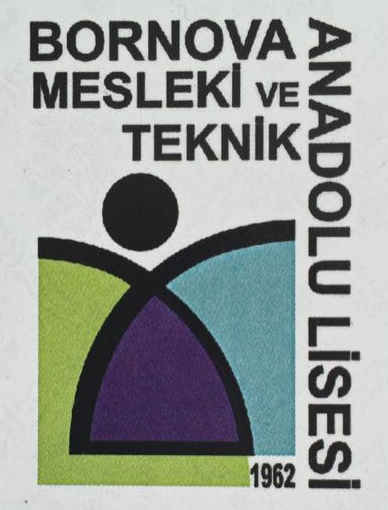 BORNOVA
MESLEKİ VE
TEKNİK
ANADOLU LİSESİ
1962